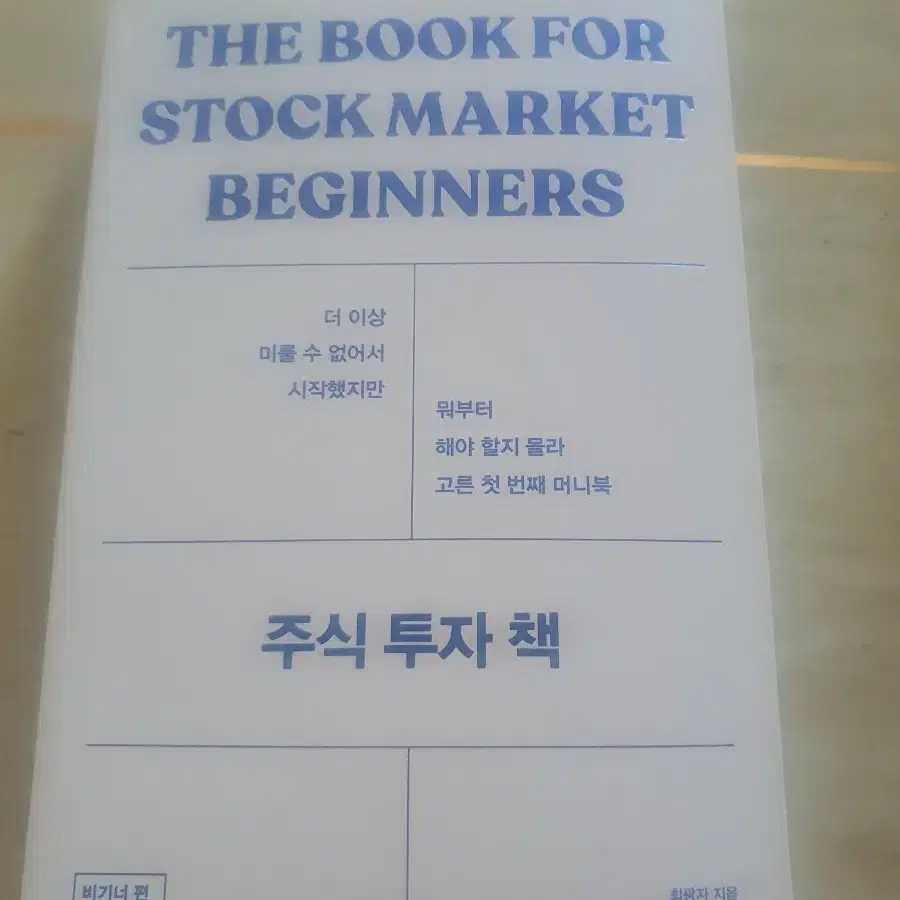 THE BOOK FOR
STOCK MARKET
BEGINNERS
더 이상
미룰 수 없어서
시작했지만
뭐부터
해야 할지 몰라
고른 첫 번째 머니북
주식 투자 책
비기너 편
지음